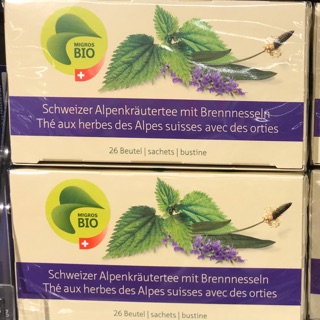 MIGROS
BIO
Schweizer Alpenkräutertee mit Brennnesseln
Thé aux herbes des Alpes suisses avec des orties
26 Beutel | sachets | bustine
MIGROS
BIO
Schweizer Alpenkräutertee mit Brennnesseln
Thé aux herbes des Alpes suisses avec des orties
26 Beutel | sachets | bustine